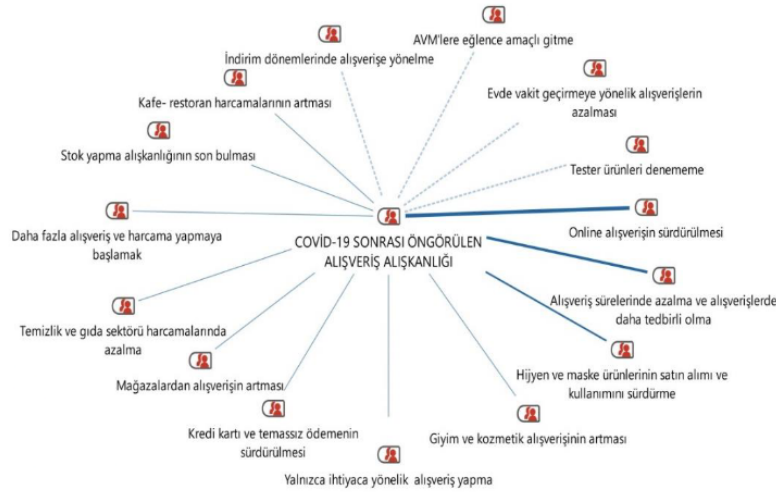 AVM'lere eğlence amaçlı gitme
İndirim dönemlerinde alışverişe yönelme
Evde vakit geçirmeye yönelik alışverişlerin
azalması
Kafe- restoran harcamalarının artması
Stok yapma alışkanlığının son bulması
Tester ürünleri denememe
Daha fazla alışveriş ve harcama yapmaya
başlamak
COVİD-19 SONRASI ÖNGÖRÜLEN
ALIŞVERİŞ ALIŞKANLIĞI
Online alışverişin sürdürülmesi
Alışveriş sürelerinde azalma ve alışverişlerde
daha tedbirli olma
Temizlik ve gıda sektörü harcamalarında
azalma
Hijyen ve maske ürünlerinin satın alımı ve
kullanımını sürdürme
Mağazalardan alışverişin artması
Kredi kartı ve temassız ödemenin
sürdürülmesi
Giyim ve kozmetik alışverişinin artması
Yalnızca ihtiyaca yönelik alışveriş yapma